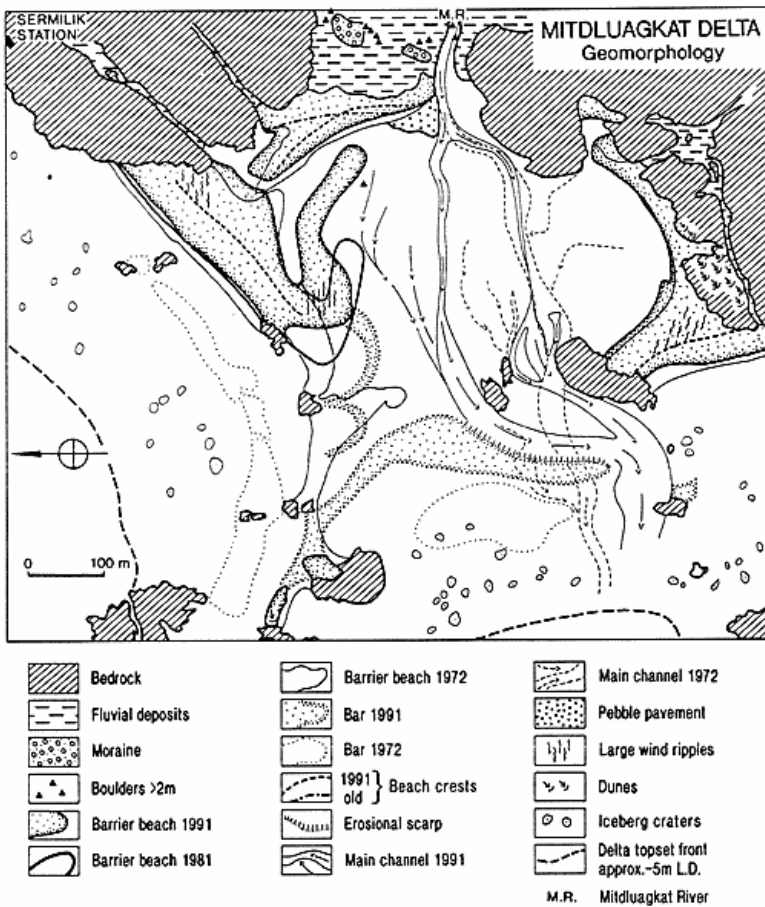 SERMILIK
STATION
M.R.
MITDLUAGKAT DELTA
Geomorphology
0 100 m
Bedrock
Fluvial deposits
Moraine
Boulders >2m
Barrier beach 1991
Barrier beach 1981
Barrier beach 1972
Bar 1991
Bar 1972
1991
old } Beach crests
Erosional scarp
Main channel 1991
Main channel 1972
Pebble pavement
Large wind ripples
Dunes
Iceberg craters
Delta topset front
approx.-5m L.D.
M.R. Mitdluagkat River